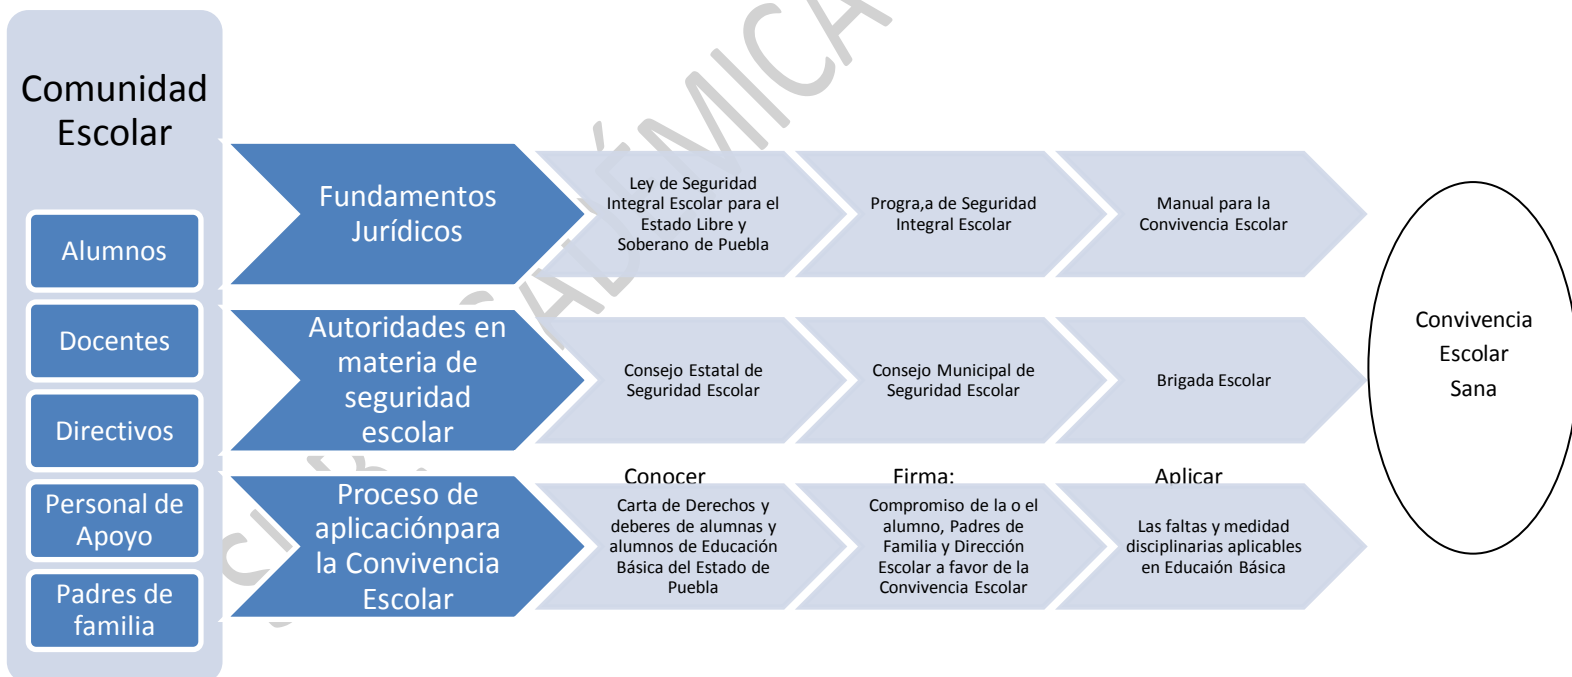 Comunidad
Escolar
Alumnos
Docentes
Directivos
Personal de
Apoyo
Padres de
familia
Fundamentos
Jurídicos
Ley de Seguridad
Integral Escolar para el
Estado Libre y
Soberano de Puebla
Progra,a de Seguridad
Integral Escolar
Manual para la
Convivencia Escolar
Autoridades en
materia de
seguridad
escolar
Consejo Estatal de
Seguridad Escolar
Consejo Municipal de
Seguridad Escolar
Brigada Escolar
Proceso de
aplicaciónpara
la Convivencia
Escolar
Conocer
Carta de Derechos y
deberes de alumnas y
alumnos de Educación
Básica del Estado de
Puebla
Firma:
Compromiso de la o el
alumno, Padres de
Familia y Dirección
Escolar a favor de la
Convivencia Escolar
Aplicar
Las faltas y medidad
disciplinarias aplicables
en Educaión Básica
Convivencia
Escolar
Sana